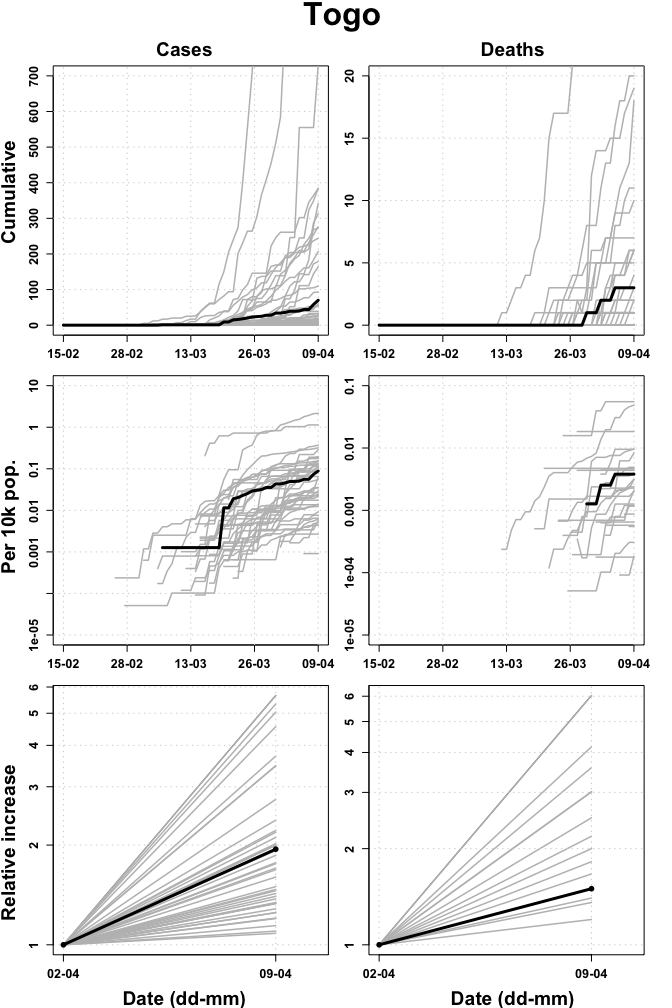 Togo
Cases Deaths
Cumulative
700
600
500
400
300
200
100
0
15-02 28-02 13-03 26-03 09-04
20
15
10
5
0
15-02 28-02 13-03 26-03 09-04
Per 10k pop.
10
1
0.1
0.01
0.001
1e-05
15-02 28-02 13-03 26-03 09-04
0.1
0.01
0.001
1e-04
1e-05
15-02 28-02 13-03 26-03 09-04
Relative increase
6
5
4
3
2
1
02-04 09-04
6
5
4
3
2
1
02-04 09-04
Date (dd-mm) Date (dd-mm)